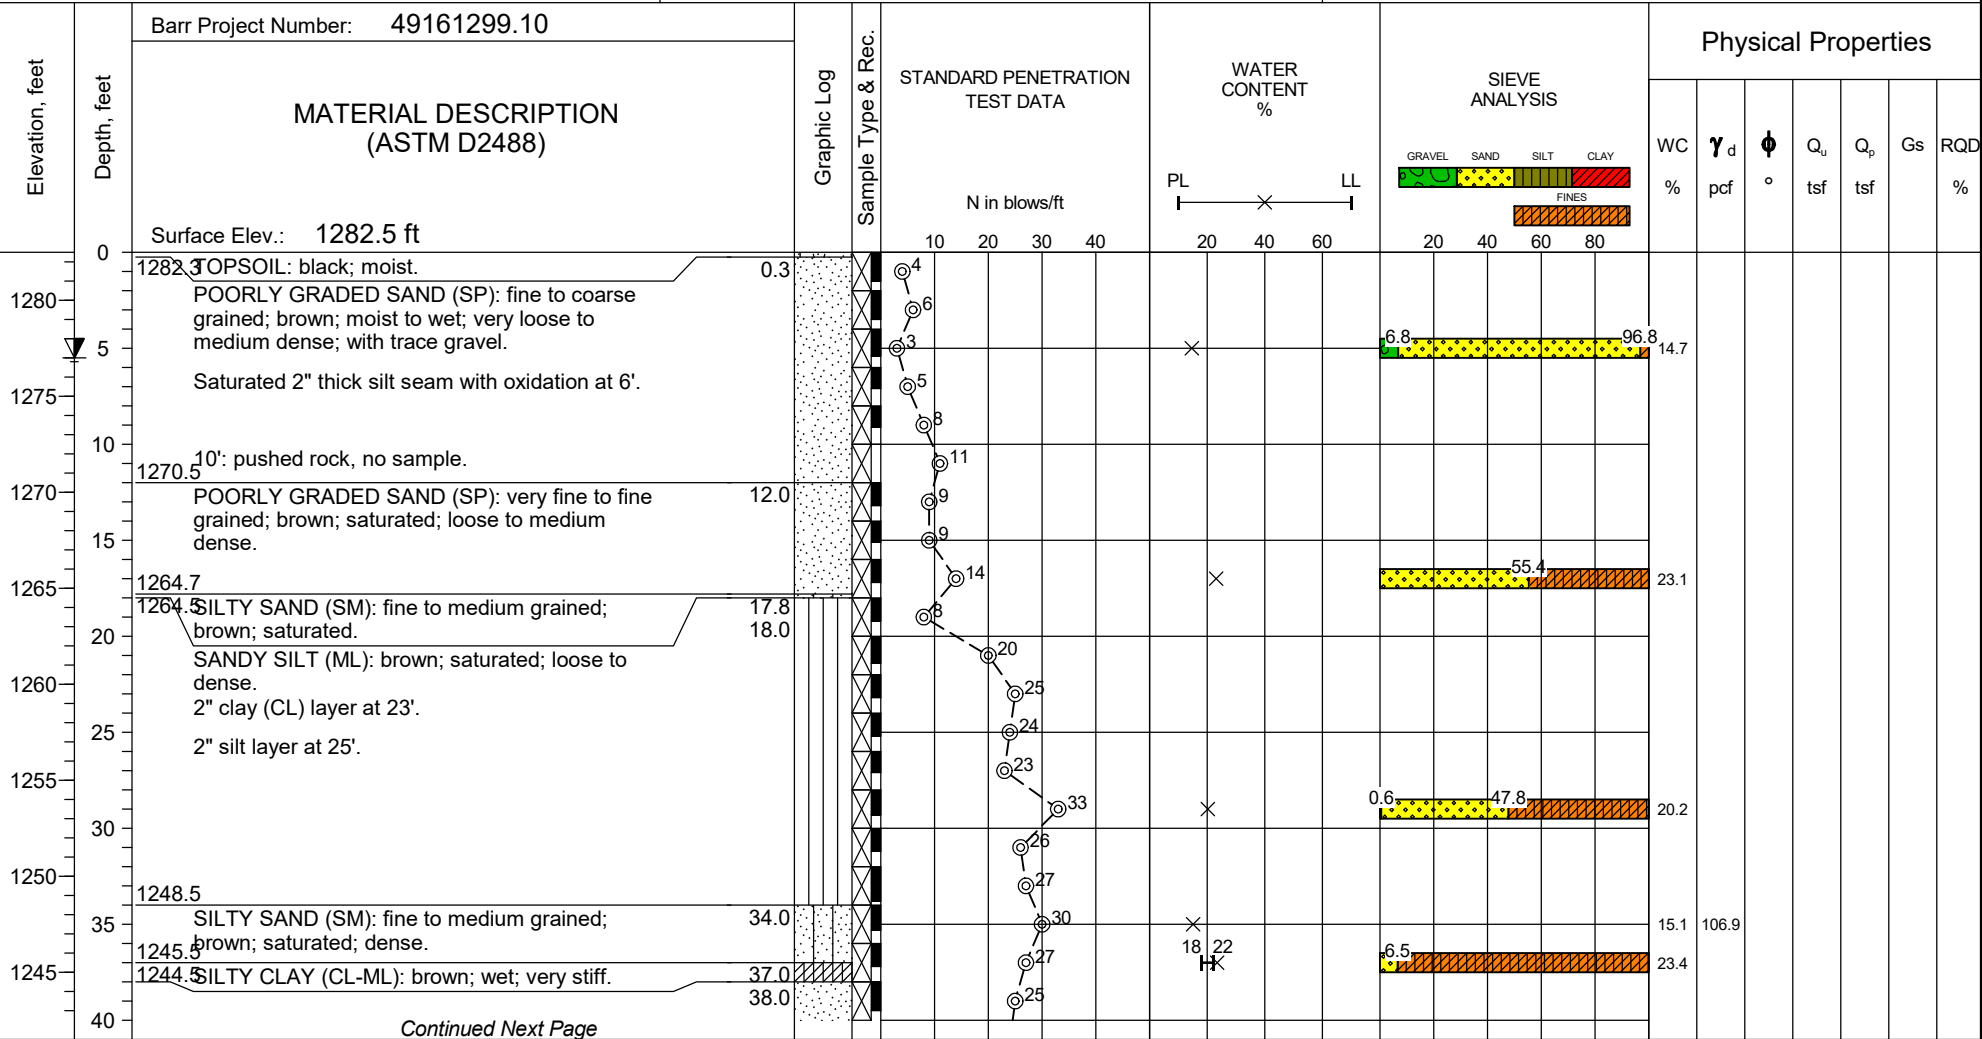 Barr Project Number: 49161299.10
Elevation, feet
Depth, feet
MATERIAL DESCRIPTION
(ASTM D2488)
Surface Elev.: 1282.5 ft
Graphic Log
Sample Type & Rec.
STANDARD PENETRATION
TEST DATA
N in blows/ft
10 20 30 40
WATER
CONTENT
%
PL LL
20 40 60
SIEVE
ANALYSIS
GRAVEL SAND SILT CLAY
FINES
20 40 60 80
Physical Properties
WC γd ϕ Qu Qp Gs RQD
% pcf ° tsf tsf %
0
1282.3 TOPSOIL: black; moist. 0.3
4
POORLY GRADED SAND (SP): fine to coarse
1280
grained; brown; moist to wet; very loose to
6
medium dense; with trace gravel.
5
3
6.8 96.8 14.7
Saturated 2" thick silt seam with oxidation at 6'.
5
1275
8
10
10': pushed rock, no sample.
11
1270.5
1270
POORLY GRADED SAND (SP): very fine to fine 12.0
9
grained; brown; saturated; loose to medium
dense.
15
9
1264.7
14
55.4 23.1
1265
1264.5 SILTY SAND (SM): fine to medium grained; 17.8
brown; saturated. 18.0
8
20
SANDY SILT (ML): brown; saturated; loose to
20
dense.
1260
2" clay (CL) layer at 23'.
25
25
2" silt layer at 25'.
24
23
1255
33
0.6 47.8 20.2
30
26
27
1250
1248.5
SILTY SAND (SM): fine to medium grained; 34.0
35
brown; saturated; dense.
30
15.1 106.9
1245.5
18 22
27
6.5 23.4
1245
1244.5 SILTY CLAY (CL-ML): brown; wet; very stiff. 37.0
38.0
25
40
Continued Next Page